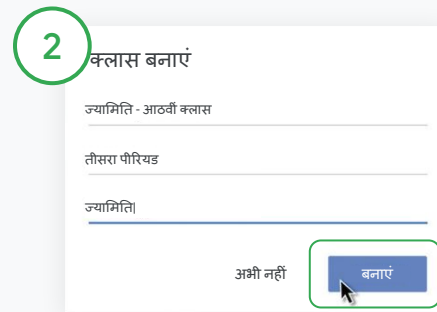 2
क्लास बनाएं
ज्यामिति - आठवीं क्लास
तीसरा पीरियड
ज्यामिति
अभी नहीं
बनाएं